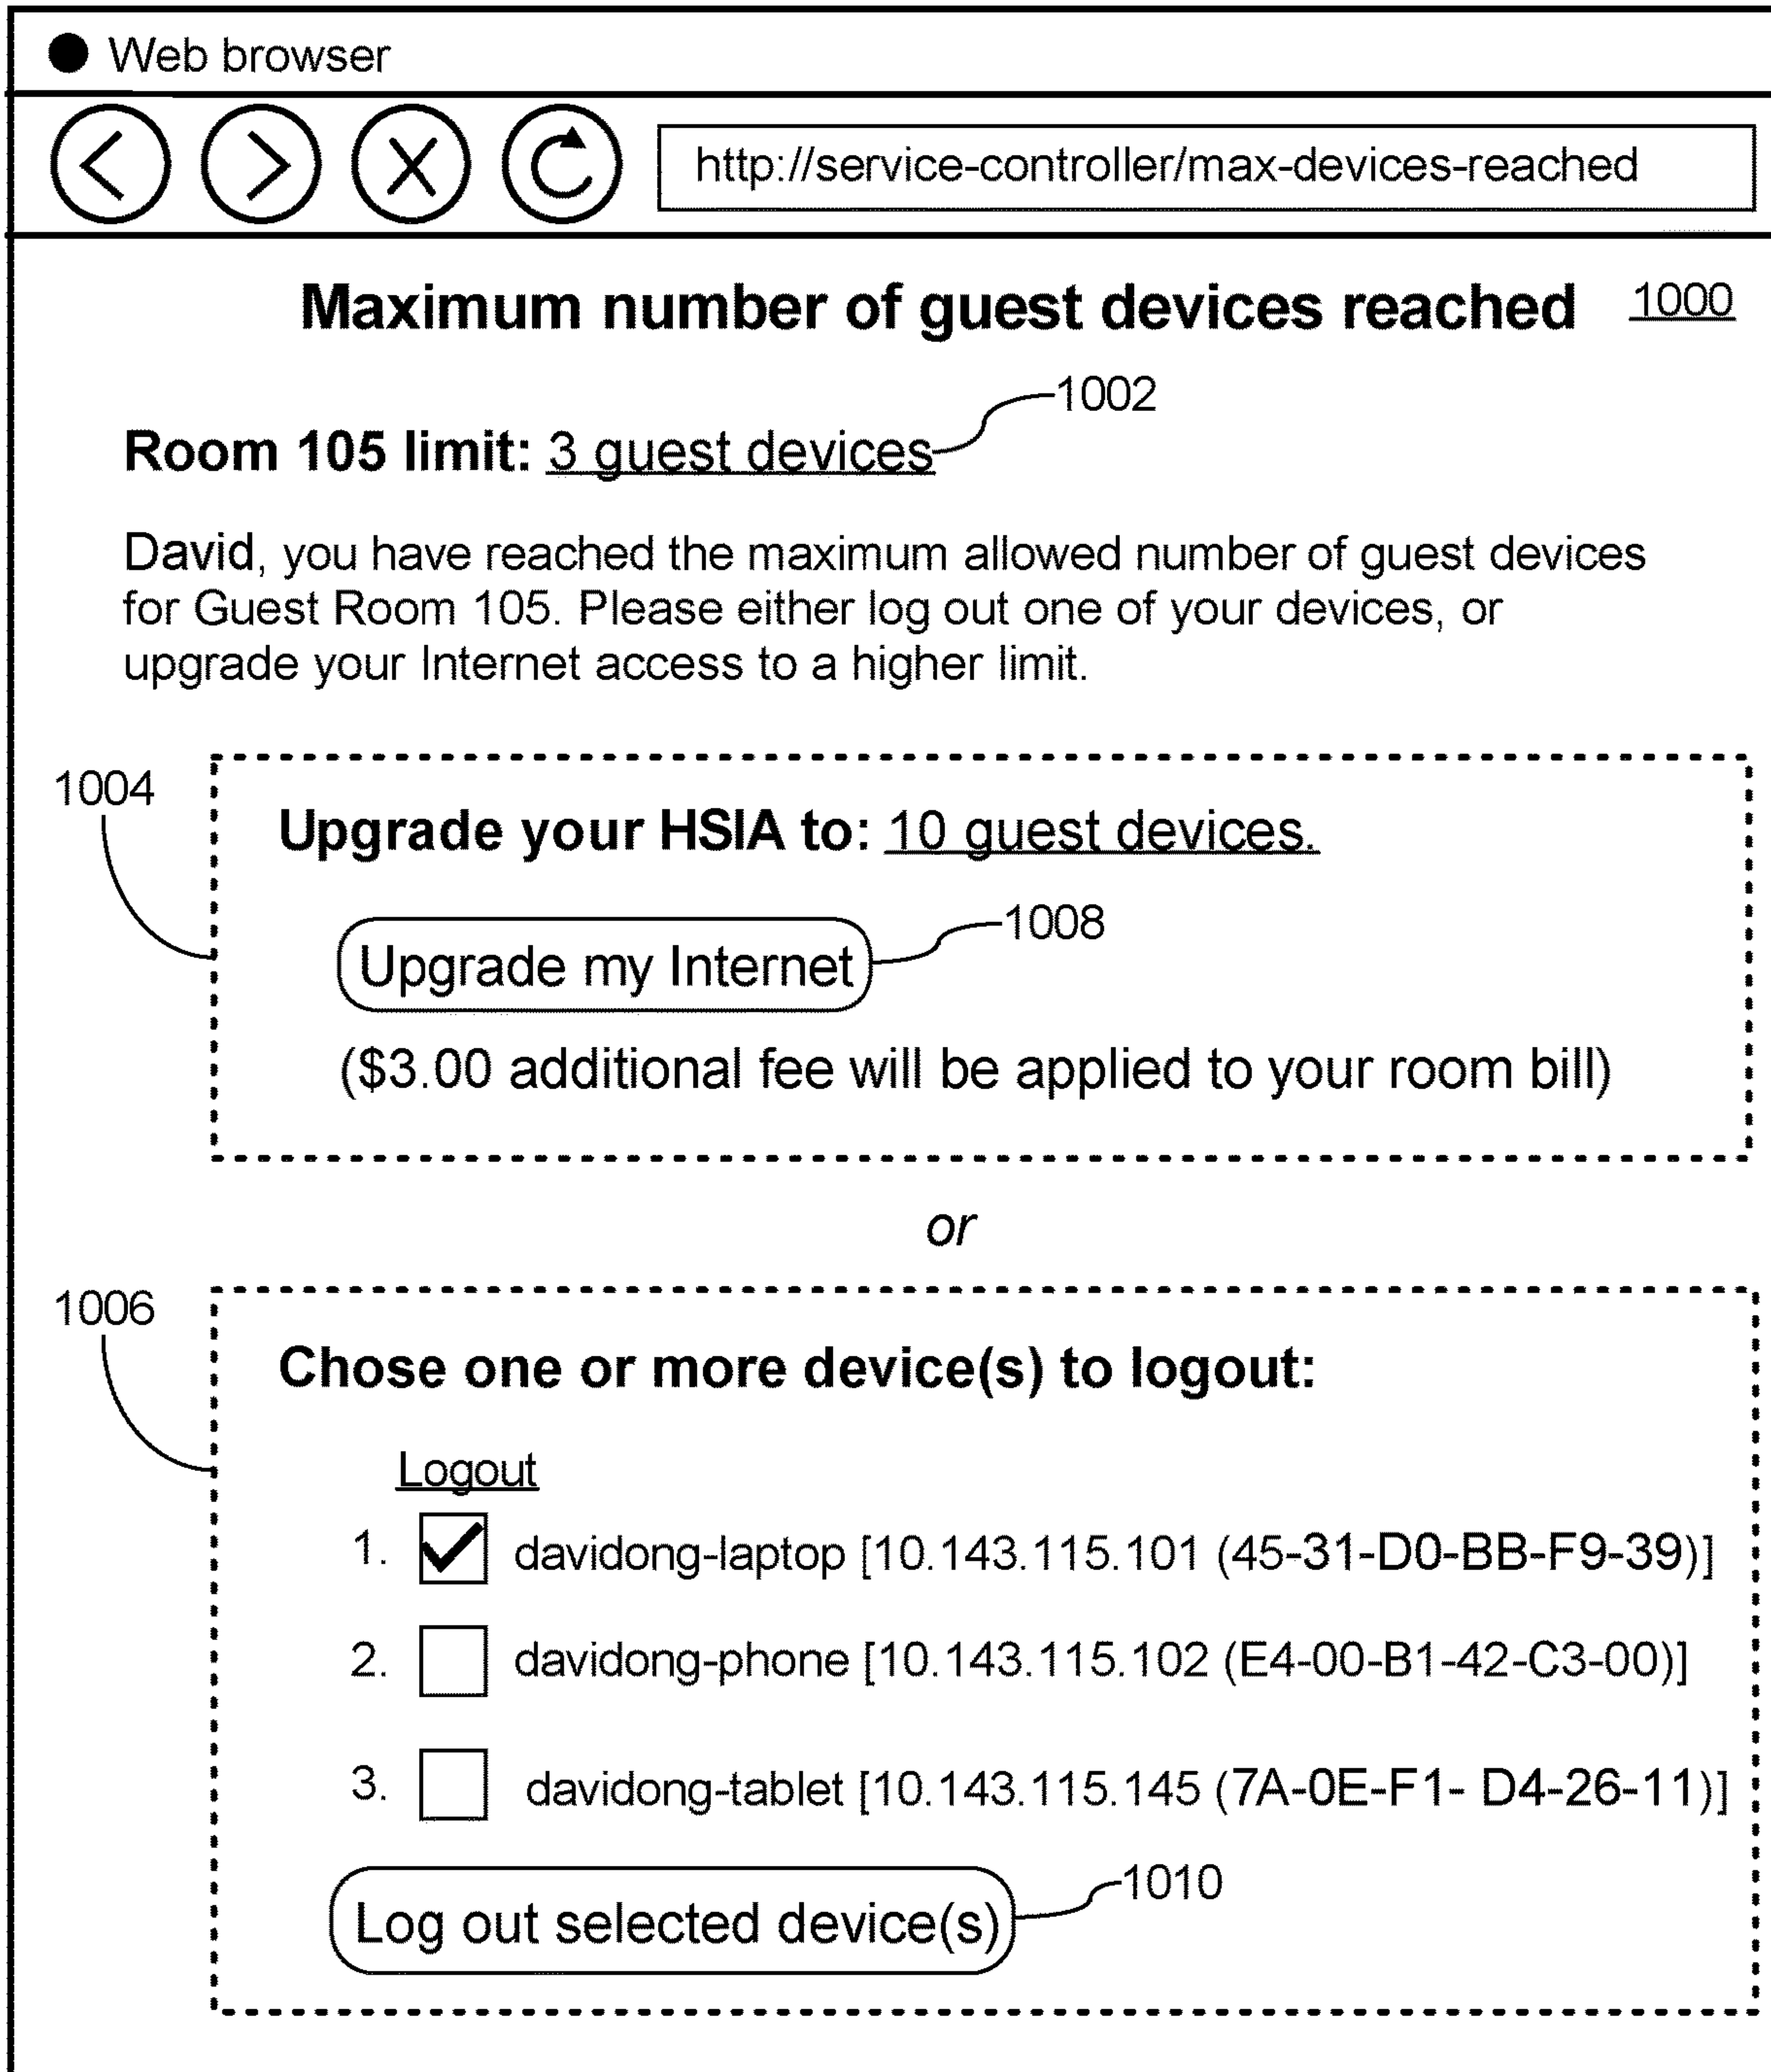 Web browser
http://service-controller/max-devices-reached
Maximum number of guest devices reached 1000
1002
Room 105 limit: 3 guest devices
David, you have reached the maximum allowed number of guest devices
for Guest Room 105. Please either log out one of your devices, or
upgrade your Internet access to a higher limit.
1004
Upgrade your HSIA to: 10 guest devices.
1008
Upgrade my Internet
($3.00 additional fee will be applied to your room bill)
or
1006
Chose one or more device(s) to logout:
Logout
1. davidong-laptop [10.143.115.101 (45-31-D0-BB-F9-39)]
2. davidong-phone [10.143.115.102 (E4-00-B1-42-C3-00)]
3. davidong-tablet [10.143.115.145 (7A-0E-F1- D4-26-11)]
1010
Log out selected device(s)